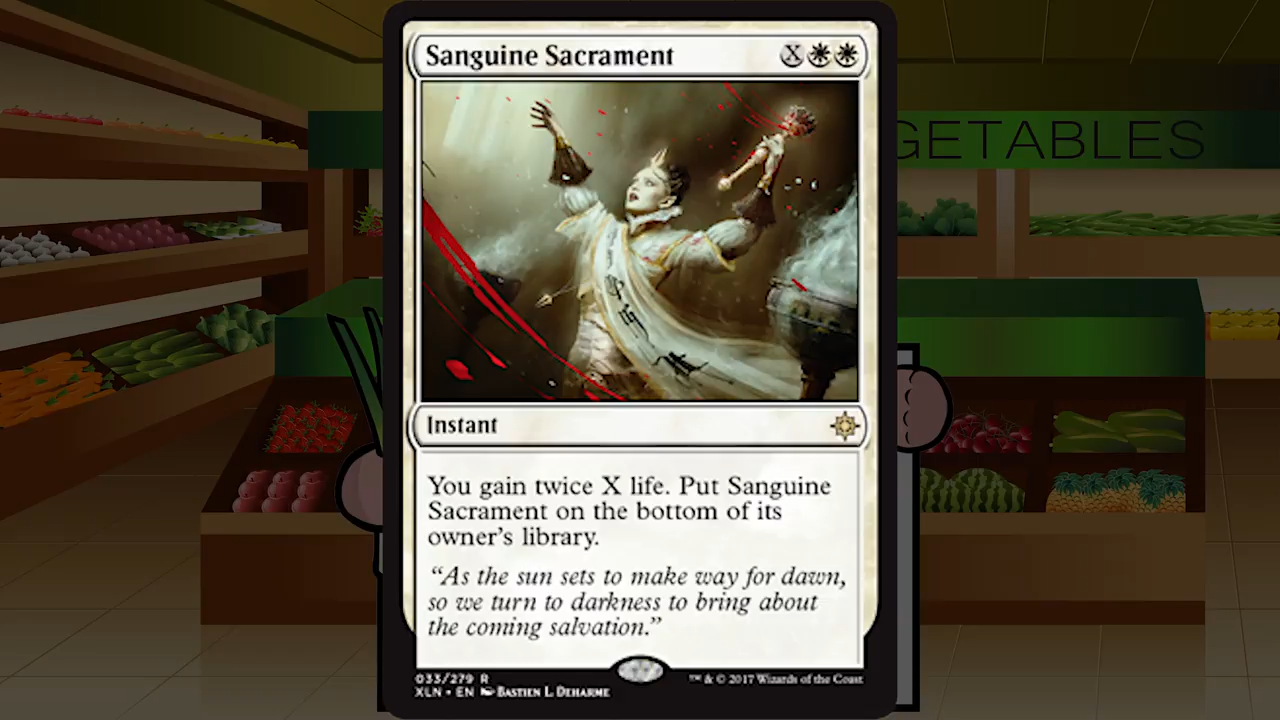 Sanguine Sacrament X
GETABLES
Instant
You gain twice X life. Put Sanguine
Sacrament on the bottom of its
owner's library.
"As the sun sets to make way for dawn,
so we turn to darkness to bring about
the coming salvation."
033/279 R
™ & © 2017 Wizards of the Coast
XLN • EN Bastien L. Deharme